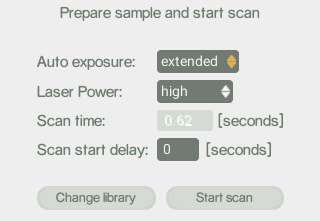 Prepare sample and start scan
Auto exposure: extended
Laser Power: high
Scan time: 0.62 [seconds]
Scan start delay: 0 [seconds]
Change library Start scan